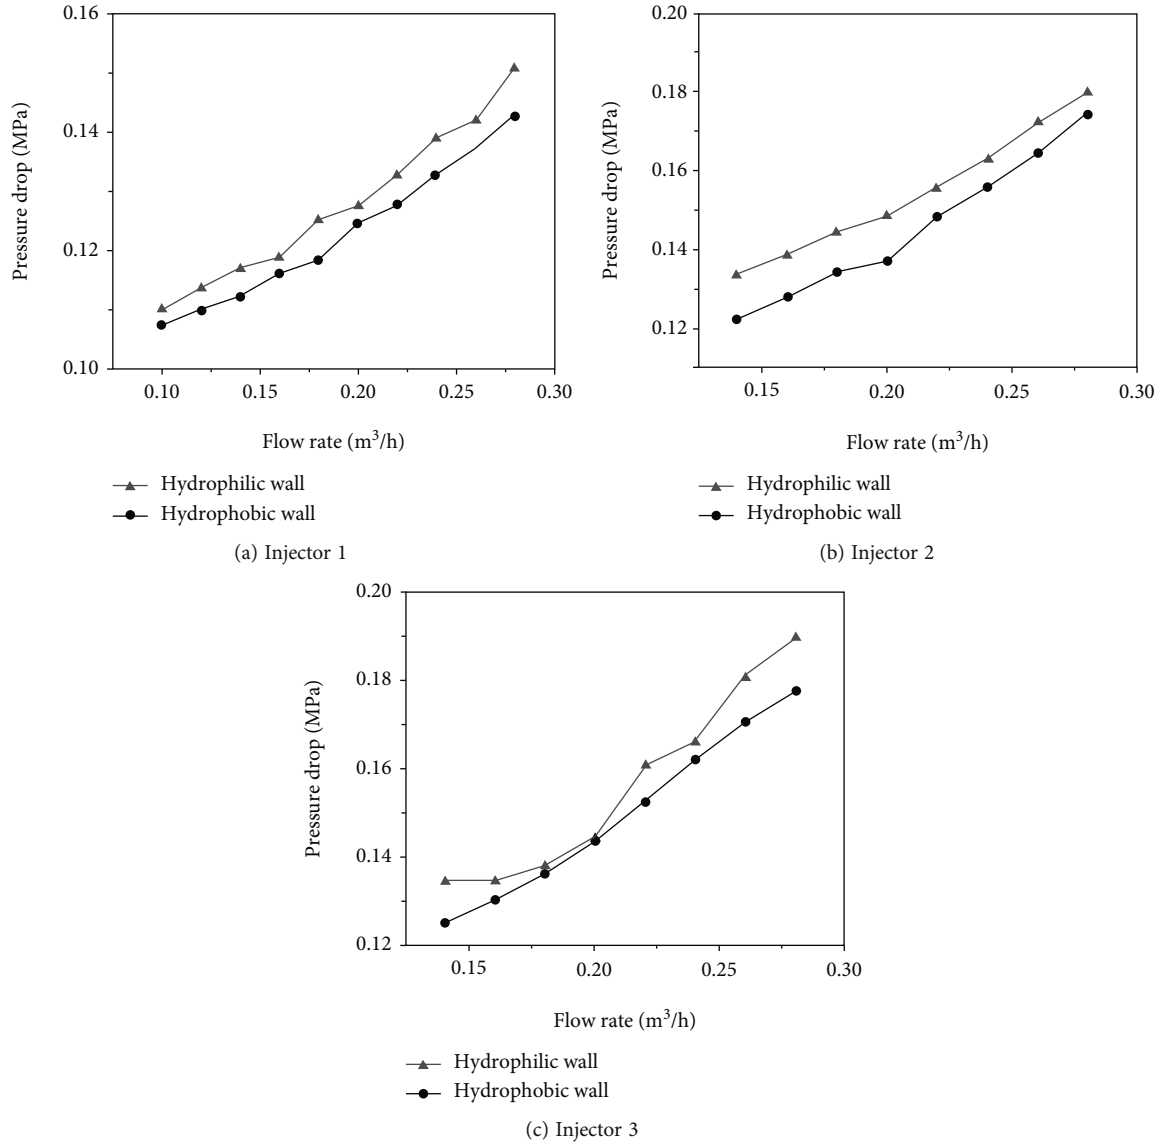 0.16
0.14
0.12
0.10
Pressure drop (MPa)
0.10
0.15
0.20
0.25
0.30
Flow rate (m³/h)
Hydrophilic wall
Hydrophobic wall
(a) Injector 1
0.20
0.18
0.16
0.14
0.12
Pressure drop (MPa)
0.15
0.20
0.25
0.30
Flow rate (m³/h)
Hydrophilic wall
Hydrophobic wall
(b) Injector 2
0.20
0.18
0.16
0.14
0.12
Pressure drop (MPa)
0.15
0.20
0.25
0.30
Flow rate (m³/h)
Hydrophilic wall
Hydrophobic wall
(c) Injector 3